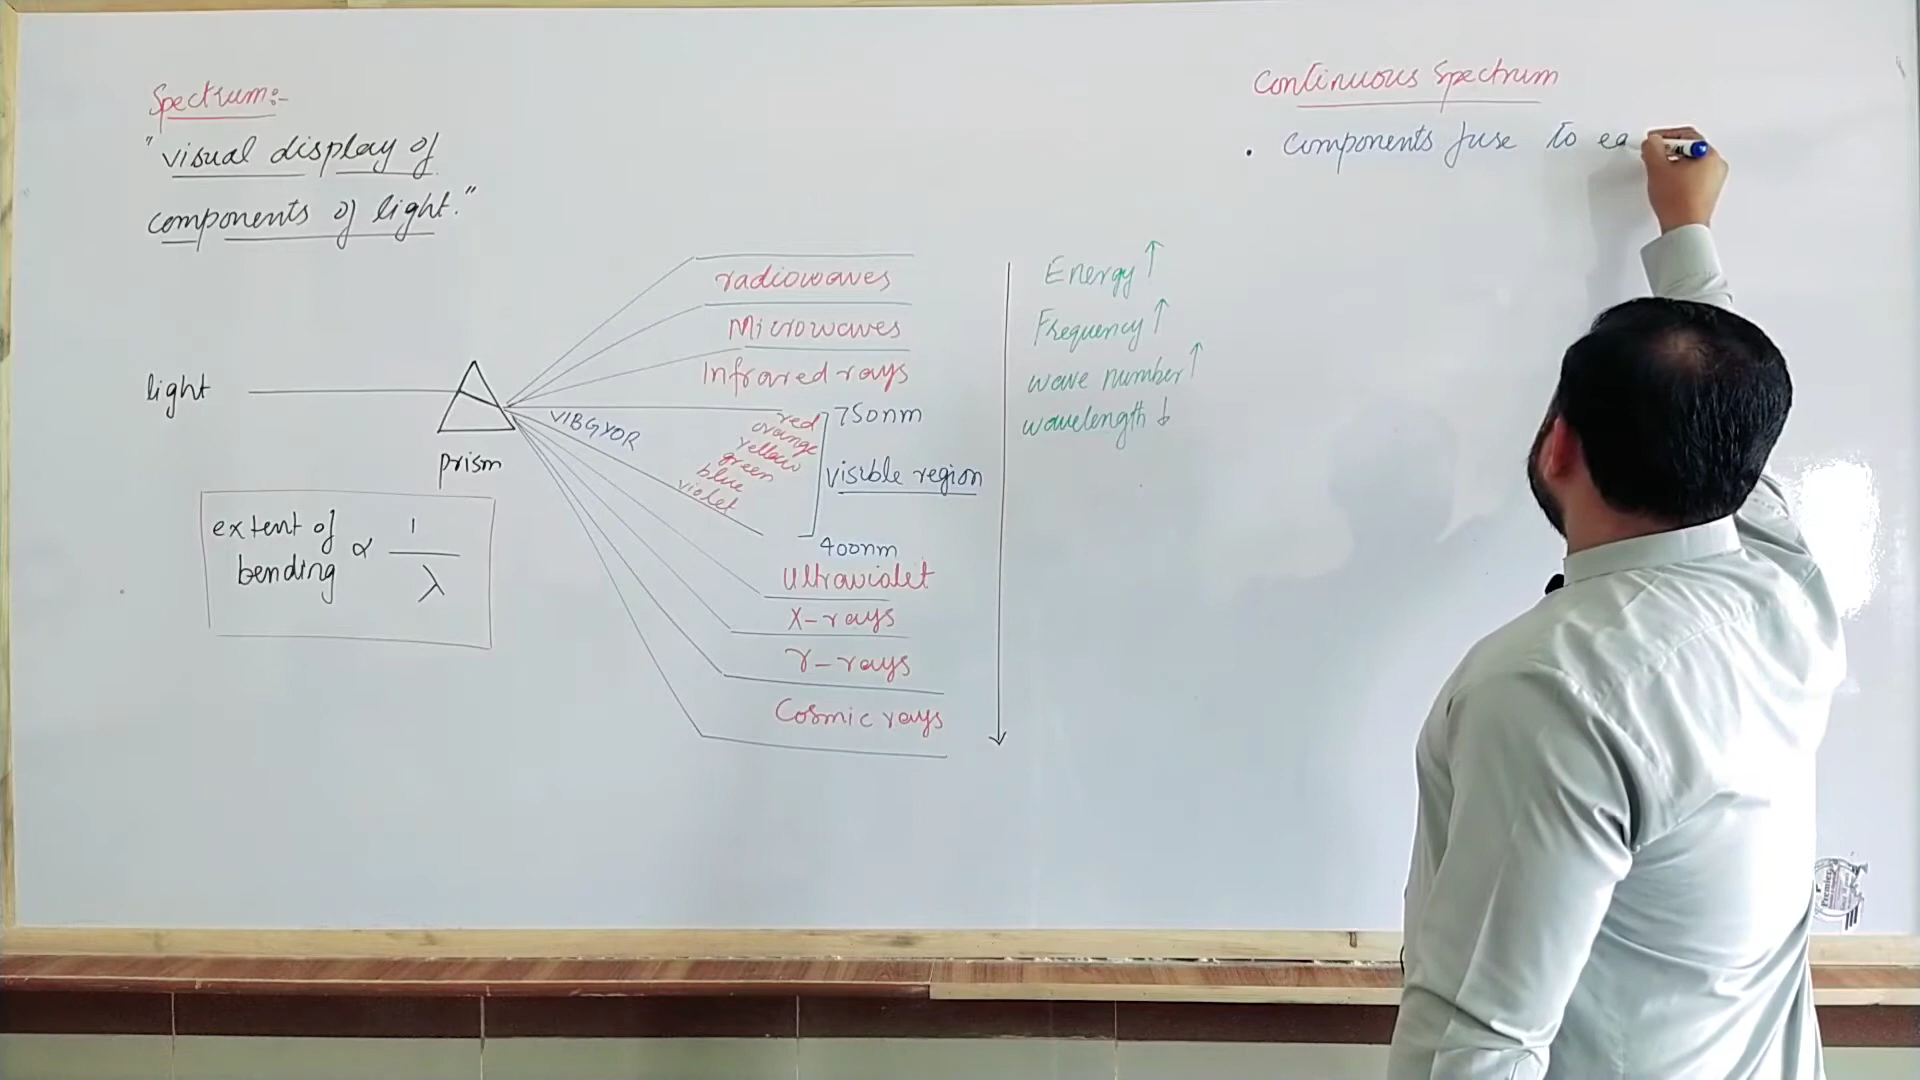 Spectrum:-
"visual display of
components of light."
light
prism
extent of
bending ∝ 1/λ
VIBGYOR
radiowaves
Microwaves
Infrared rays
red
orange
yellow
green
blue
violet
750nm
visible region
400nm
Ultraviolet
X-rays
γ-rays
Cosmic rays
Energy ↑
Frequency ↑
wave number ↑
wavelength ↓
Continuous Spectrum
• Components fuse to ea
Premier